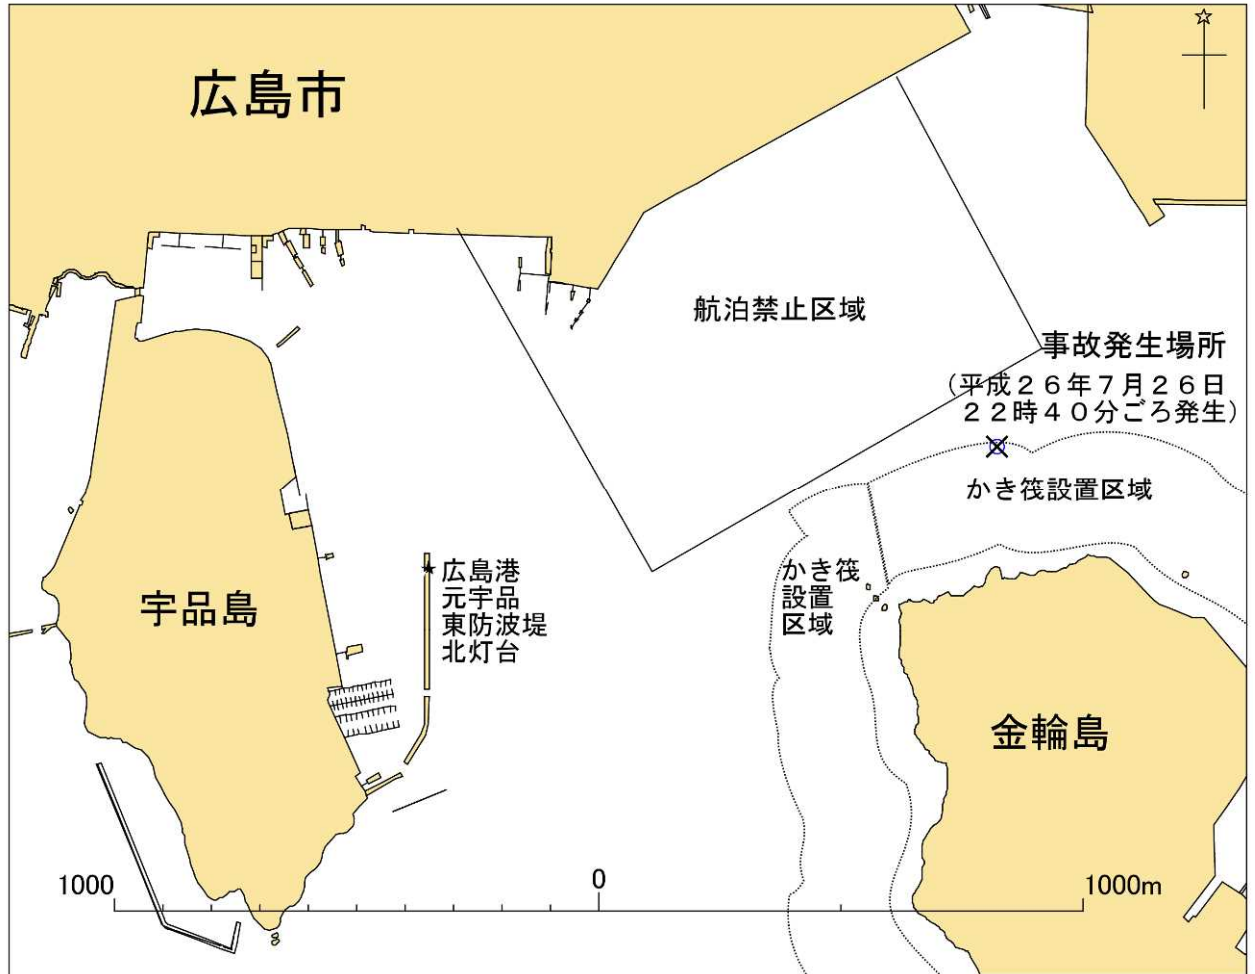 広島市
航泊禁止区域
事故発生場所
（平成２６年７月２６日
２２時４０分ごろ発生）
かき筏設置区域
広島港
元宇品
東防波堤
北灯台
かき筏
設置
区域
宇品島
金輪島
1000
0
1000m